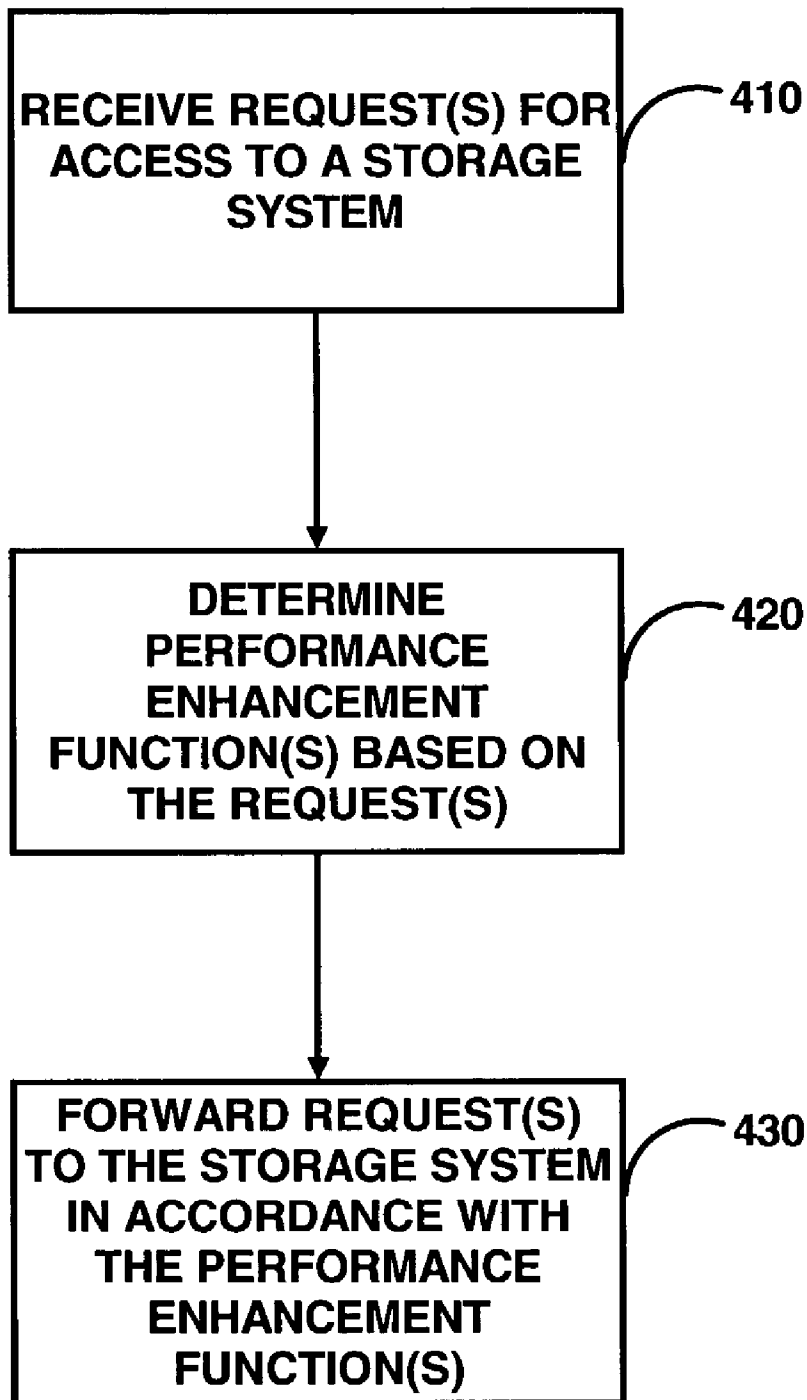 RECEIVE REQUEST(S) FOR
ACCESS TO A STORAGE
SYSTEM
410
DETERMINE
PERFORMANCE
ENHANCEMENT
FUNCTION(S) BASED ON
THE REQUEST(S)
420
FORWARD REQUEST(S)
TO THE STORAGE SYSTEM
IN ACCORDANCE WITH
THE PERFORMANCE
ENHANCEMENT
FUNCTION(S)
430